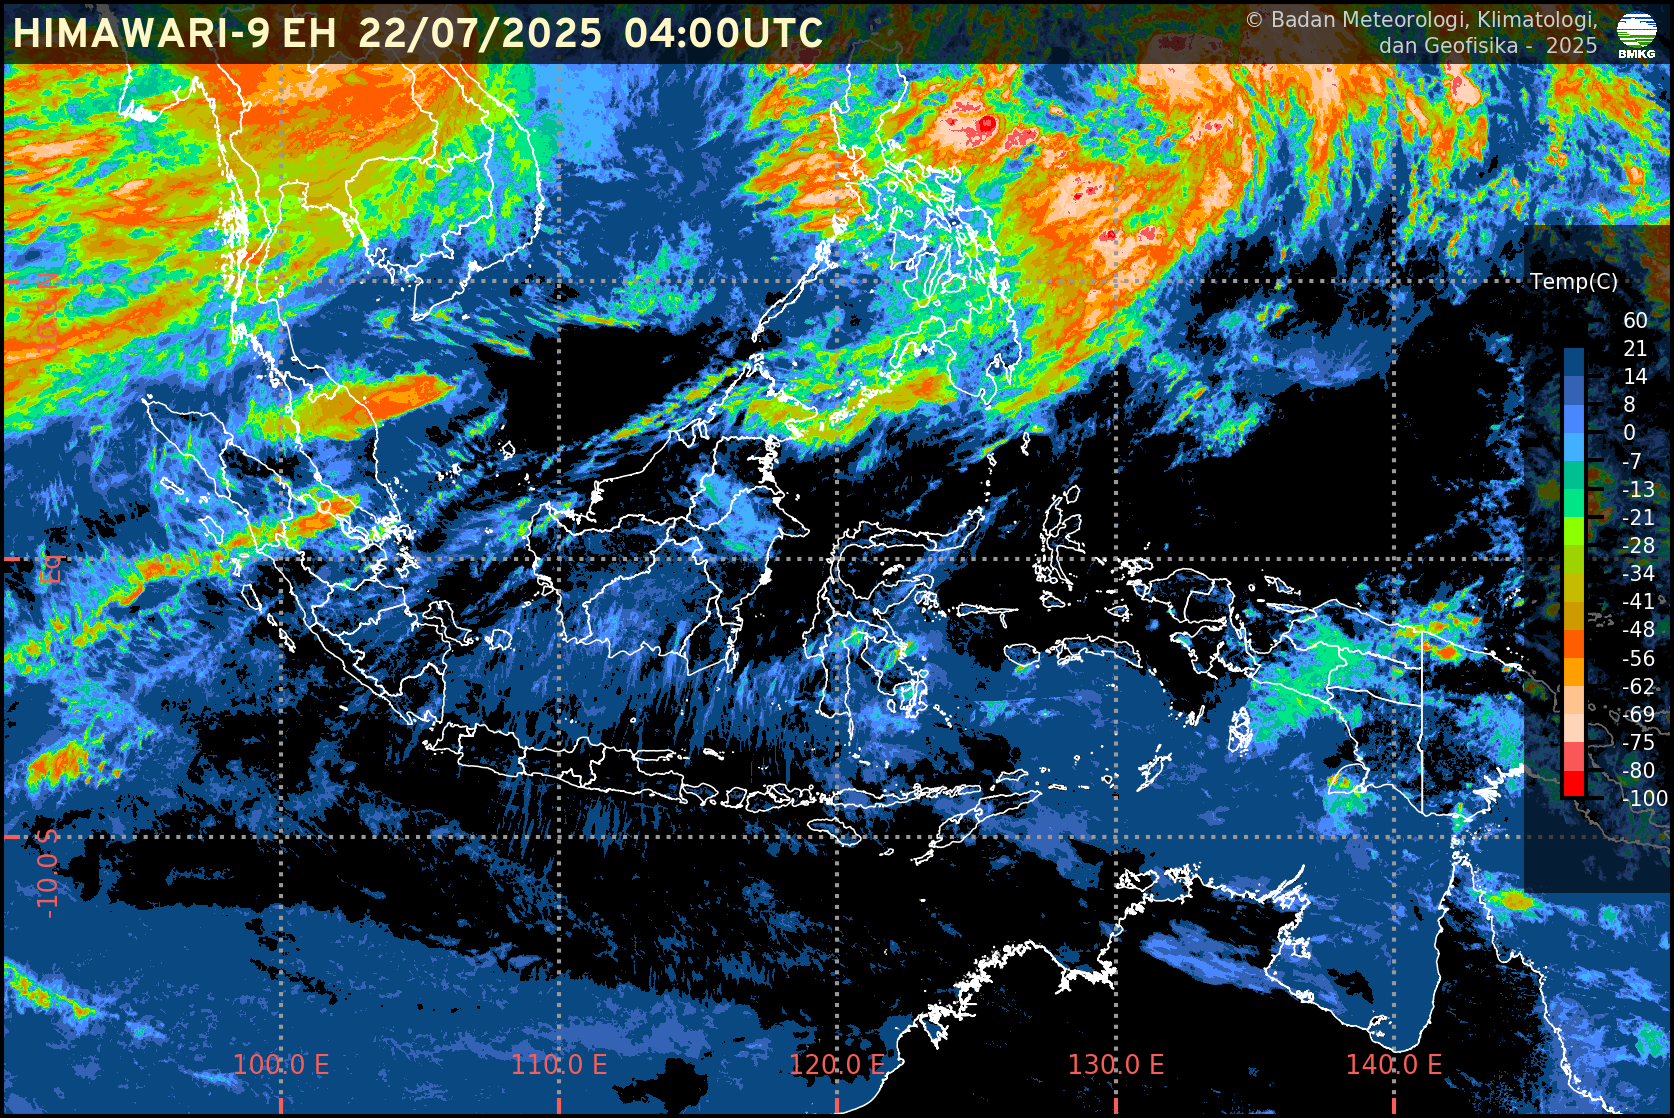 HIMAWARI-9 EH 22/07/2025 04:00UTC
© Badan Meteorologi, Klimatologi,
dan Geofisika - 2025
BMKG
Temp(C)
60
21
14
8
0
-7
-13
-21
-28
-34
-41
-48
-56
-62
-69
-75
-80
-100
Eq
-10.0 S
100.0 E
110.0 E
120.0 E
130.0 E
140.0 E